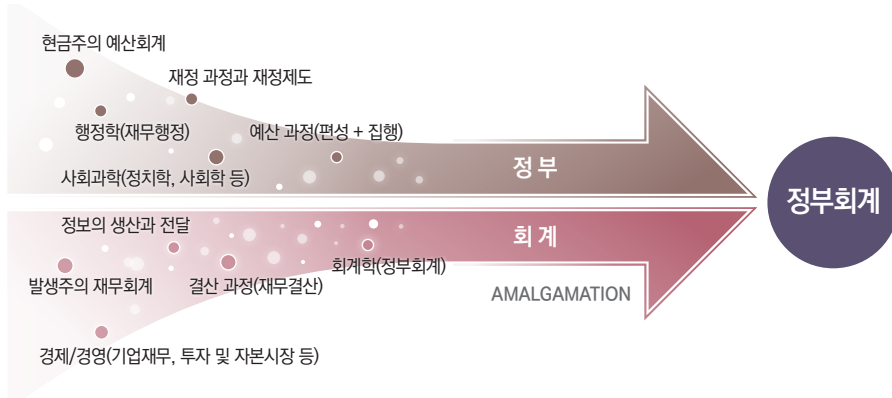 현금주의 예산회계
재정 과정과 재정제도
행정학(재무행정)
예산 과정(편성 + 집행)
사회과학(정치학, 사회학 등)
정부
정부회계
정보의 생산과 전달
회계
회계학(정부회계)
발생주의 재무회계
결산 과정(재무결산)
AMALGAMATION
경제/경영(기업재무, 투자 및 자본시장 등)